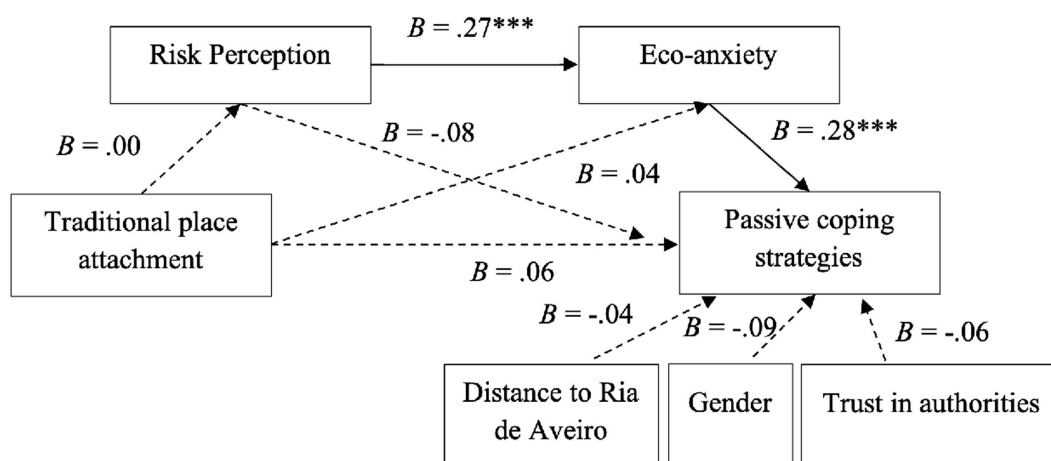 B = .27***
Risk Perception
Eco-anxiety
B = .00
B = -.08
B = .28***
B = .04
Traditional place
attachment
Passive coping
strategies
B = .06
B = -.04
B = -.09
B = -.06
Distance to Ria
de Aveiro
Gender
Trust in authorities